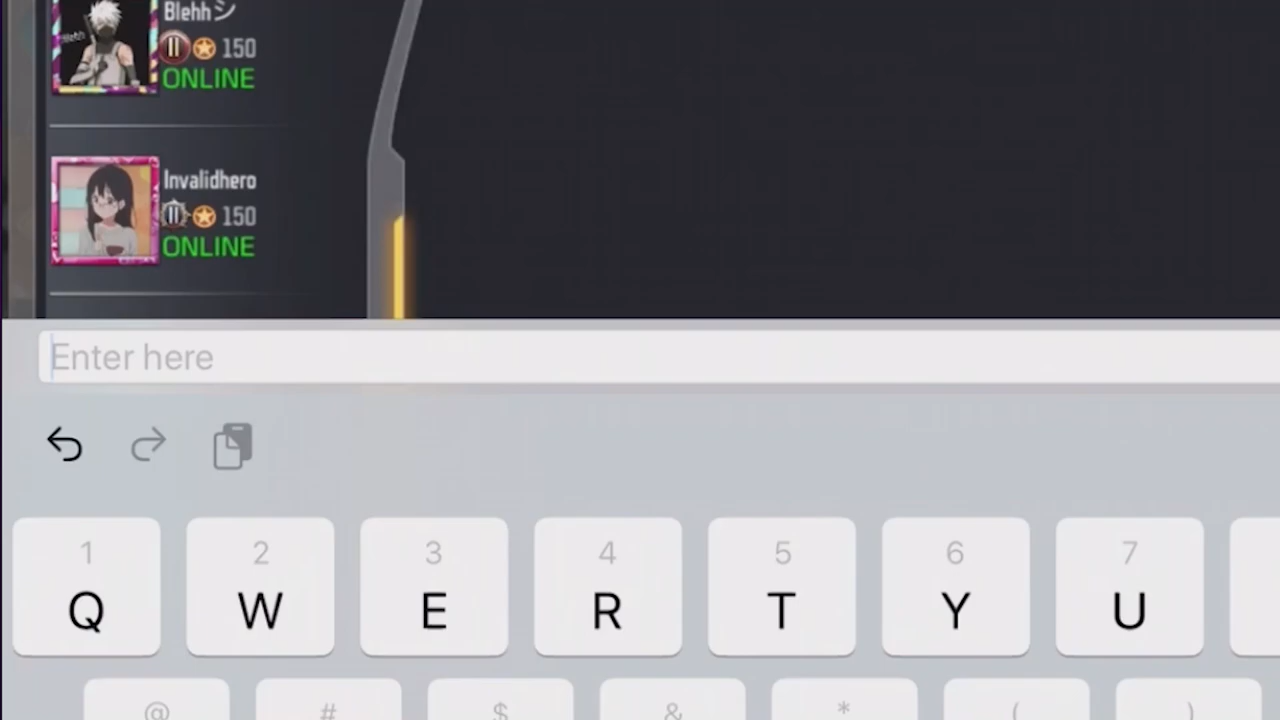 Blehhシ
150
ONLINE
Invalidhero
150
ONLINE
Enter here
1 2 3 4 5 6 7
Q W E R T Y U
@ # $ & * ( )